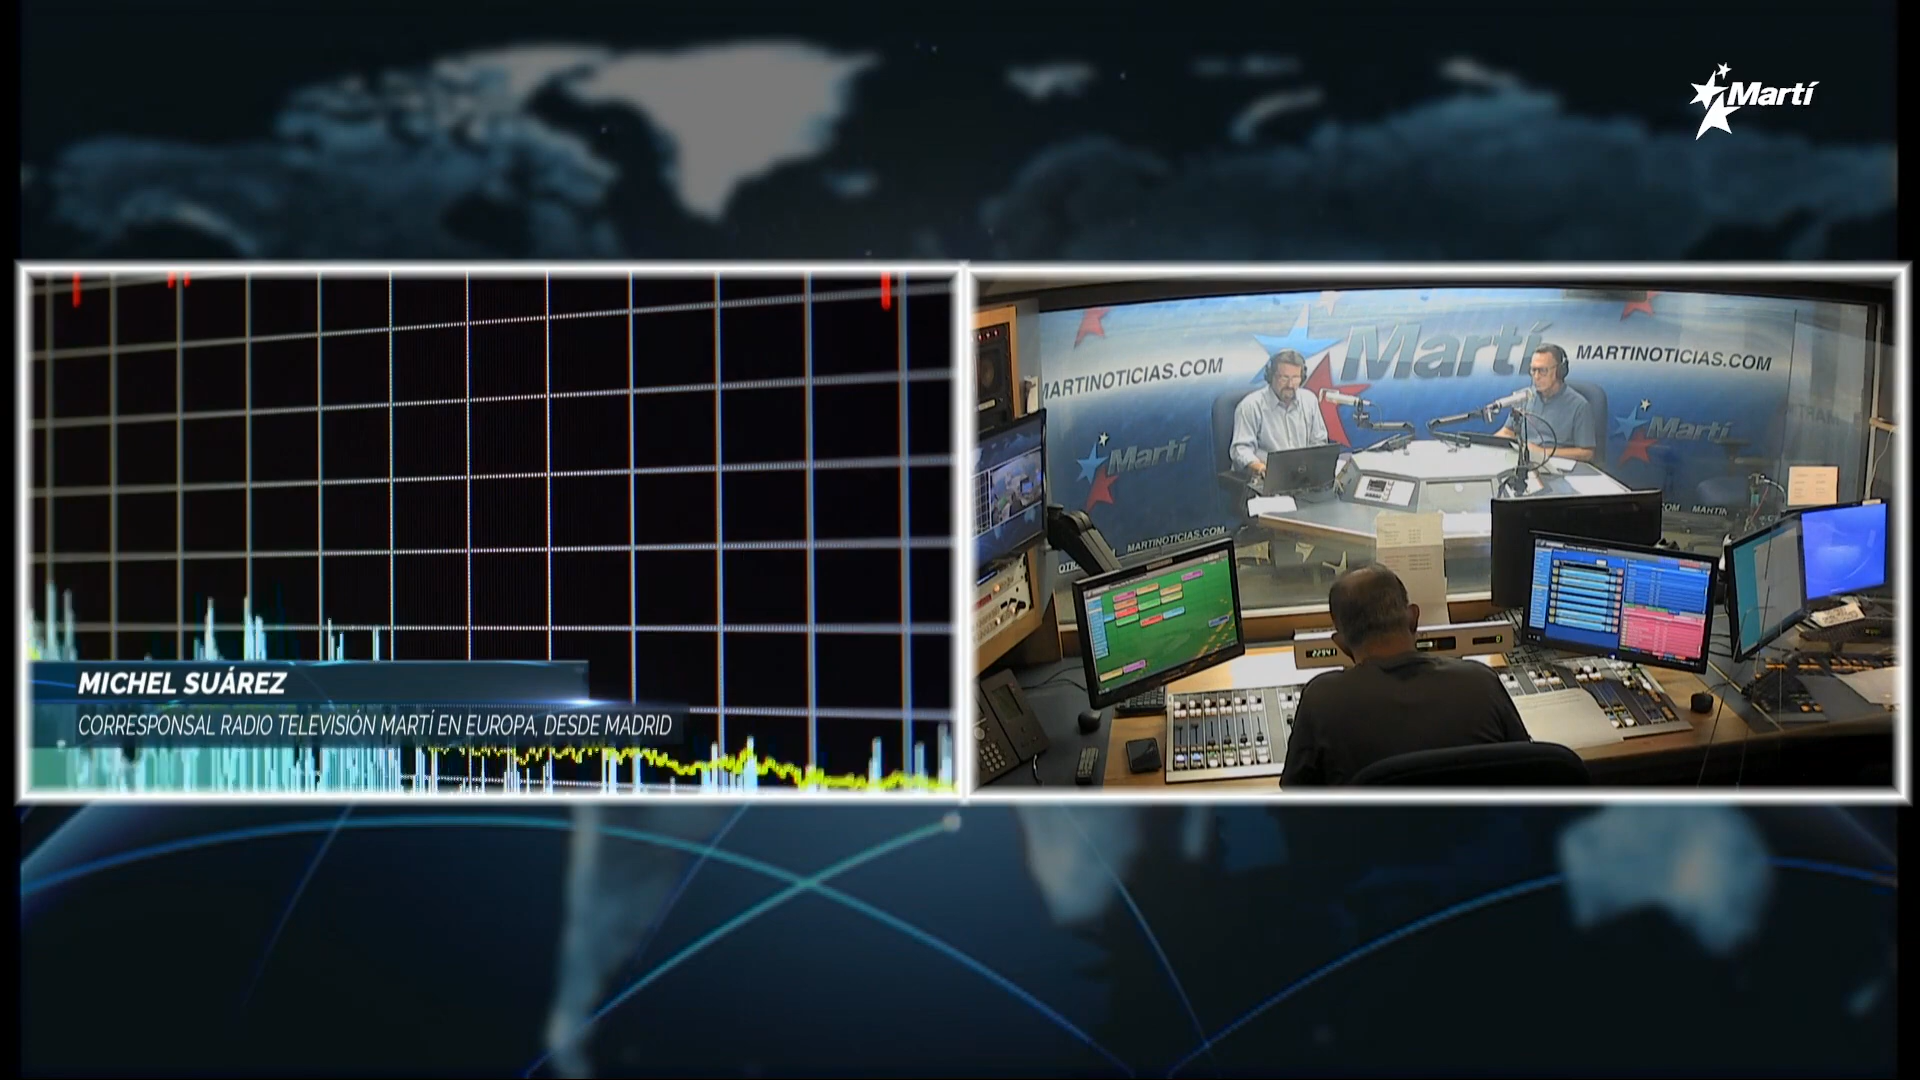 Martí
MARTINOTICIAS.COM
Martí
MARTINOTICIAS.COM
Martí
Martí
MARTINOTICIAS.COM
MARTIN
MICHEL SUÁREZ
CORRESPONSAL RADIO TELEVISIÓN MARTÍ EN EUROPA, DESDE MADRID